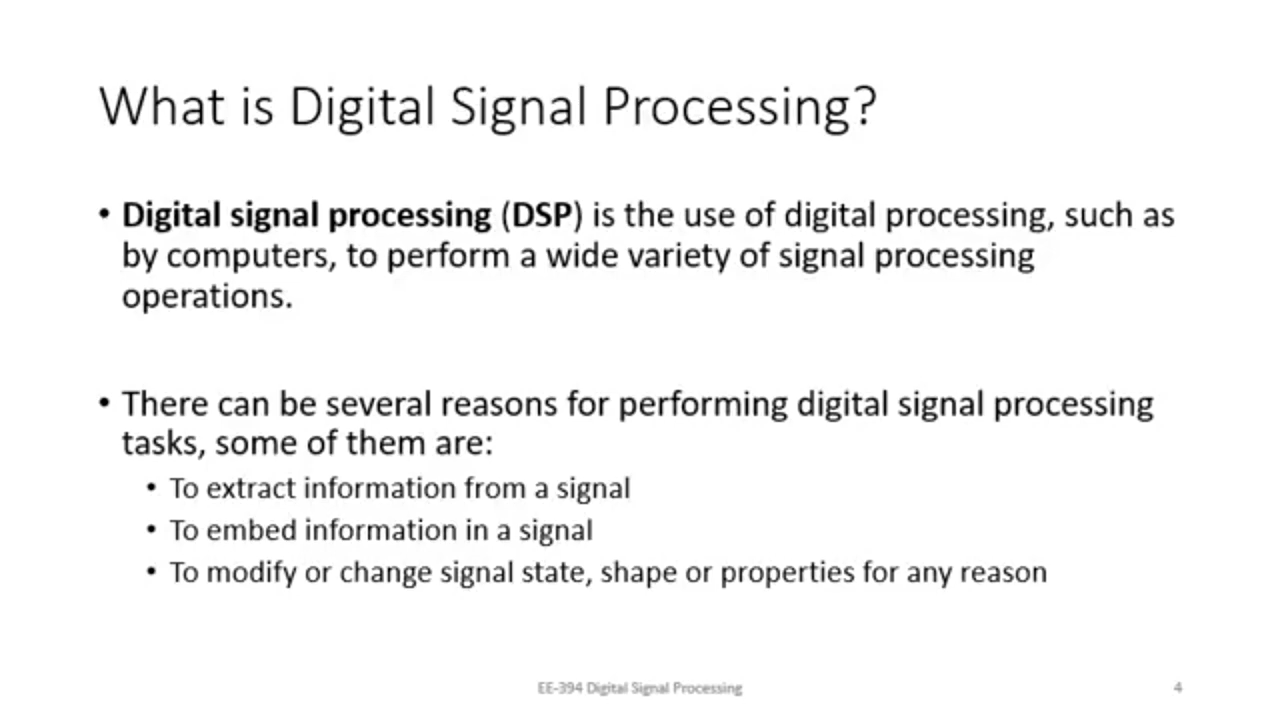 What is Digital Signal Processing?
• Digital signal processing (DSP) is the use of digital processing, such as
by computers, to perform a wide variety of signal processing
operations.
• There can be several reasons for performing digital signal processing
tasks, some of them are:
• To extract information from a signal
• To embed information in a signal
• To modify or change signal state, shape or properties for any reason
EE-394 Digital Signal Processing
4